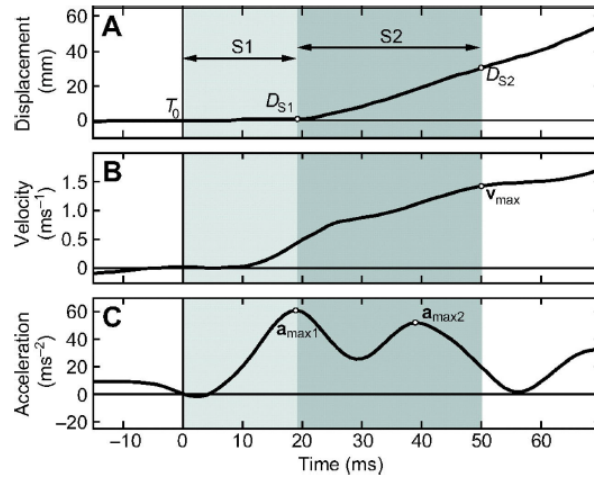 A
Displacement
(mm)
60
40
20
0
S1
S2
T0
DS1
DS2
B
Velocity
(ms−1)
1.5
1.0
0.5
0
vmax
C
Acceleration
(ms−2)
60
40
20
0
−20
amax1
amax2
−10 0 10 20 30 40 50 60
Time (ms)